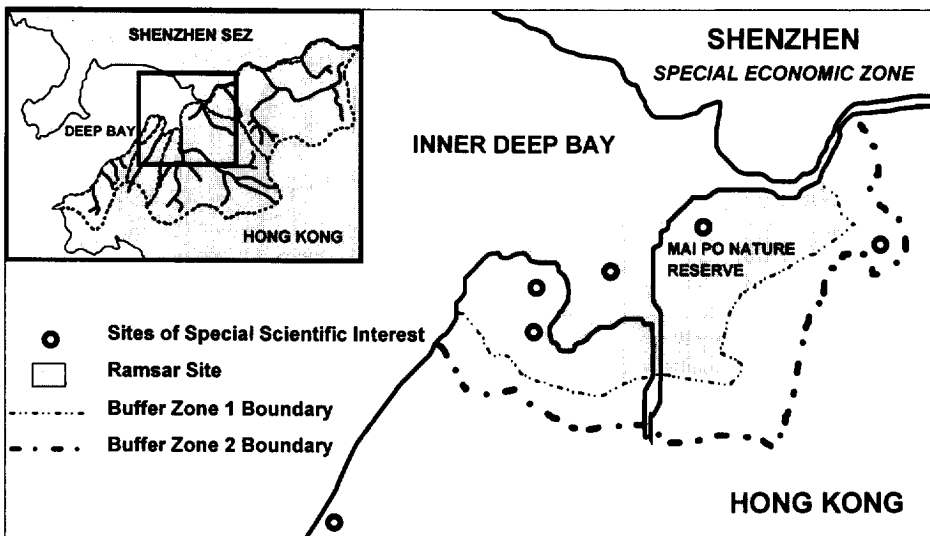 SHENZHEN SEZ
DEEP BAY
HONG KONG
SHENZHEN
SPECIAL ECONOMIC ZONE
INNER DEEP BAY
MAI PO NATURE
RESERVE
Sites of Special Scientific Interest
Ramsar Site
Buffer Zone 1 Boundary
Buffer Zone 2 Boundary
HONG KONG